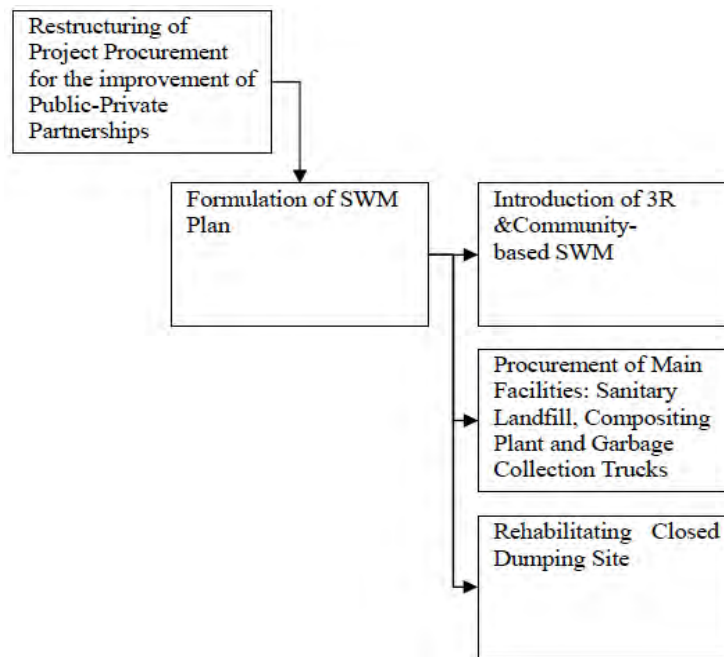 Restructuring of
Project Procurement
for the improvement of
Public-Private
Partnerships
Formulation of SWM
Plan
Introduction of 3R
&Community-
based SWM
Procurement of Main
Facilities: Sanitary
Landfill, Compositing
Plant and Garbage
Collection Trucks
Rehabilitating Closed
Dumping Site